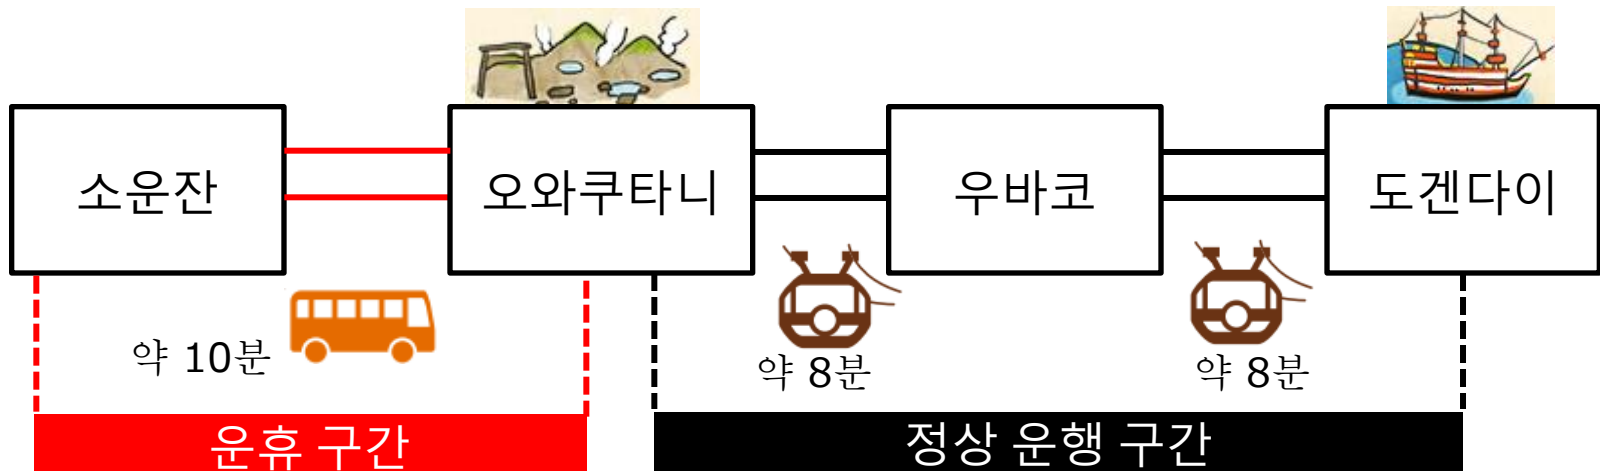 소운잔
오와쿠타니
우바코
도겐다이
약 10분
약 8분
약 8분
운휴 구간
정상 운행 구간